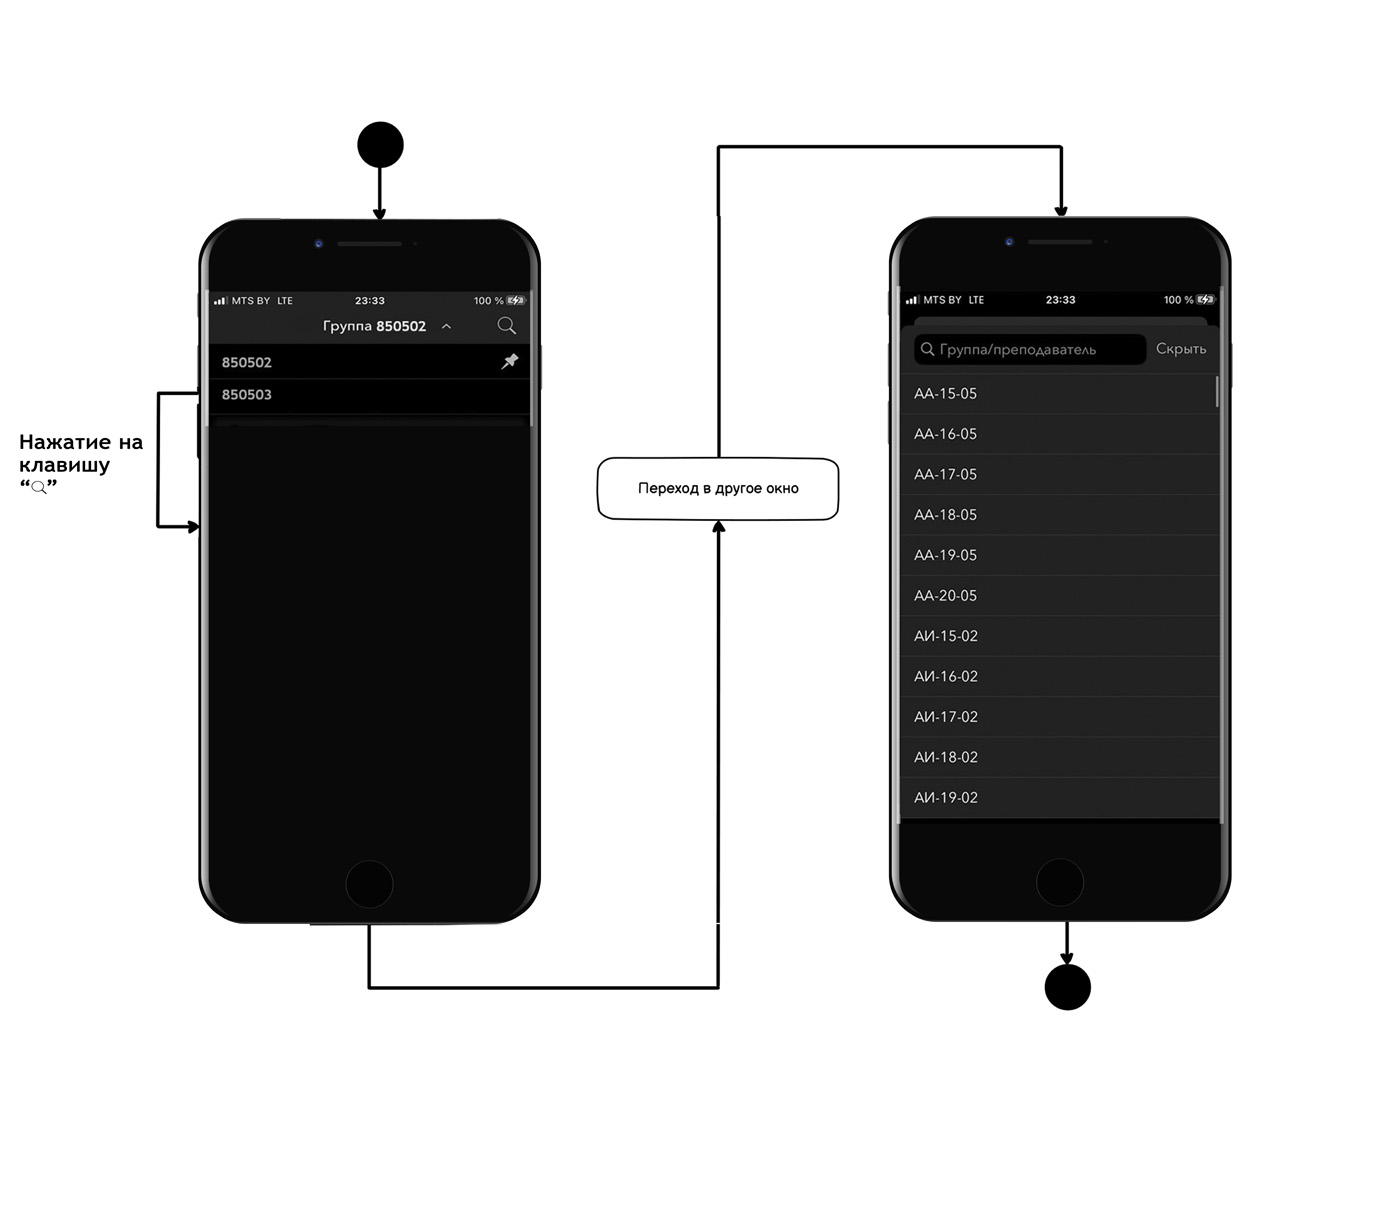 MTS BY LTE 23:33 100 %
Группа 850502
850502
850503
Нажатие на
клавишу
“🔍”
Переход в другое окно
MTS BY LTE 23:33 100 %
Группа/преподаватель Скрыть
АА-15-05
АА-16-05
АА-17-05
АА-18-05
АА-19-05
АА-20-05
АИ-15-02
АИ-16-02
АИ-17-02
АИ-18-02
АИ-19-02